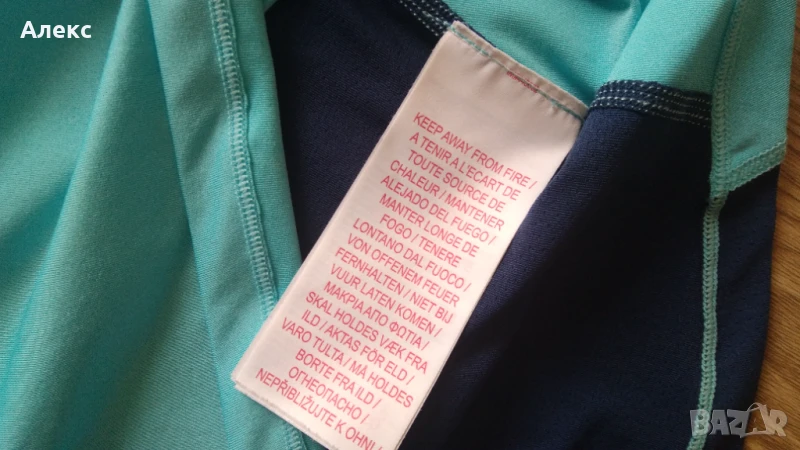 Алекс
KEEP AWAY FROM FIRE /
A TENIR A L'ECART DE
TOUTE SOURCE DE
CHALEUR / MANTENER
ALEJADO DEL FUEGO /
MANTER LONGE DE
FOGO / TENERE
LONTANO DAL FUOCO /
VON OFFENEM FEUER
FERNHALTEN / NIET BIJ
VUUR LATEN KOMEN /
ΜΑΚΡΙΑ ΑΠΟ ΦΩΤΙΑ /
SKAL HOLDES VÆK FRA
ILD / AKTAS FÖR ELD /
VARO TULTA / MÅ HOLDES
BORTE FRA ILD /
ОГНЕОПАСНО /
NEPŘIBLIŽUJTE K OHNI /
BAZAR